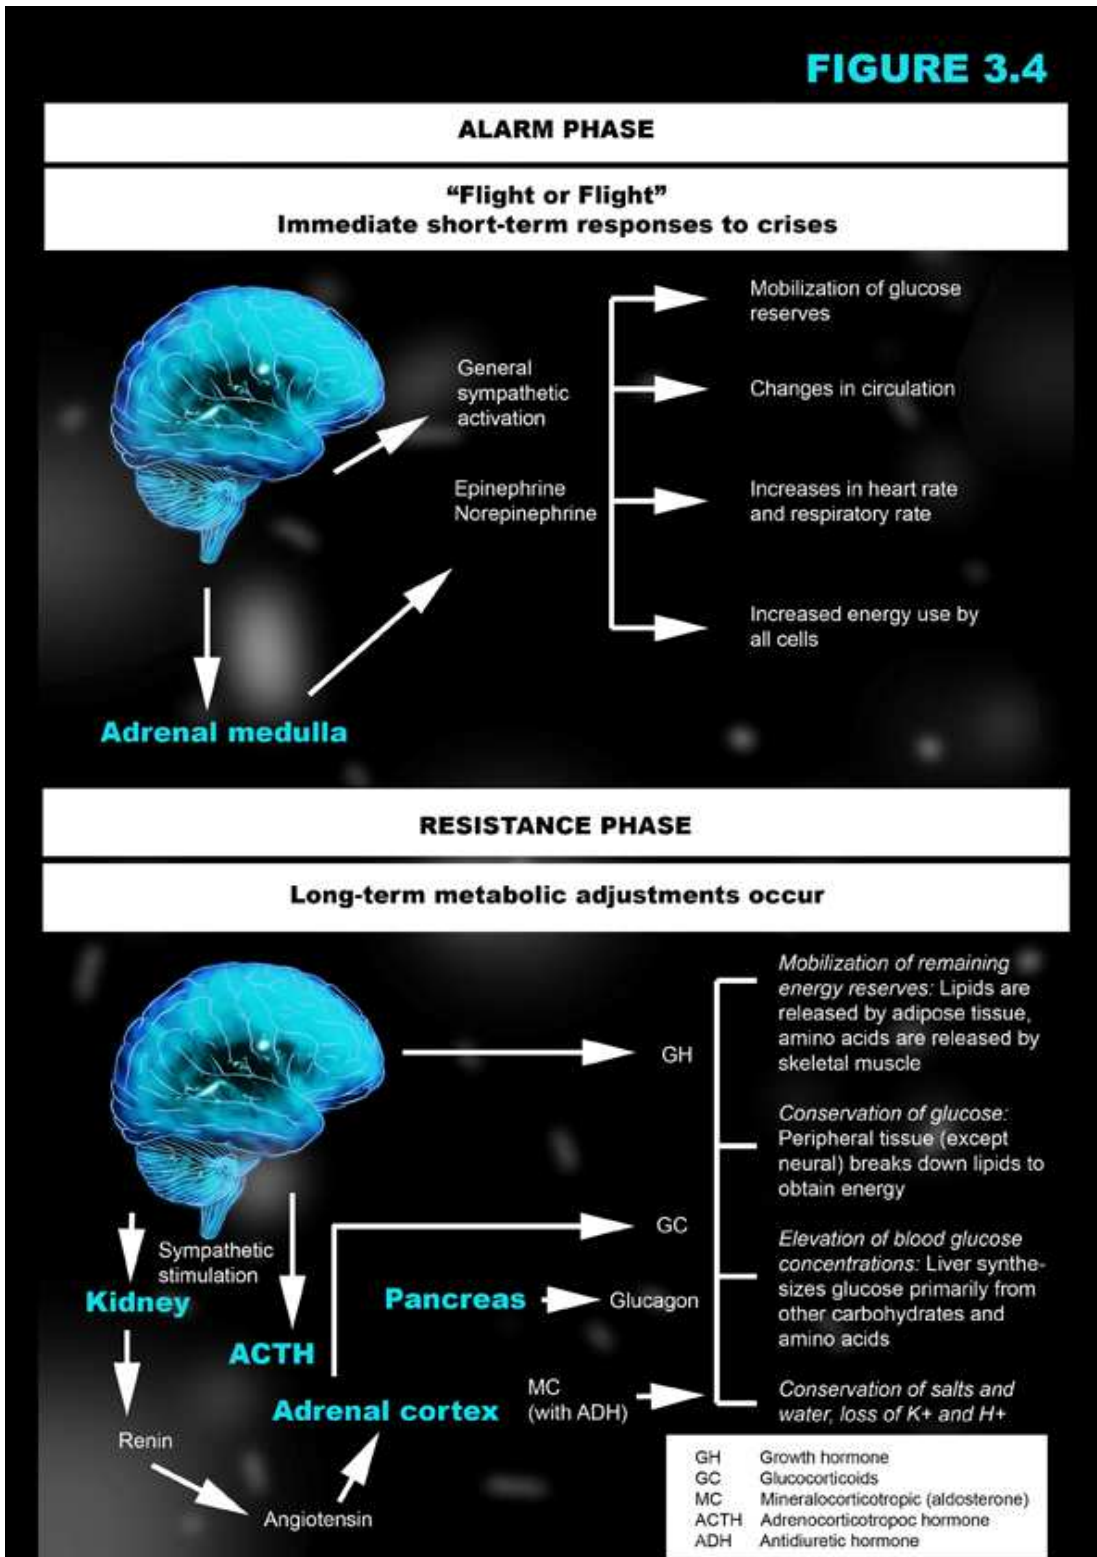 FIGURE 3.4
ALARM PHASE
“Flight or Flight”
Immediate short-term responses to crises
Mobilization of glucose
reserves
General
sympathetic
activation
Changes in circulation
Epinephrine
Norepinephrine
Increases in heart rate
and respiratory rate
Increased energy use by
all cells
Adrenal medulla
RESISTANCE PHASE
Long-term metabolic adjustments occur
Mobilization of remaining
energy reserves: Lipids are
released by adipose tissue,
amino acids are released by
skeletal muscle
GH
Conservation of glucose:
Peripheral tissue (except
neural) breaks down lipids to
obtain energy
GC
Sympathetic
stimulation
Elevation of blood glucose
concentrations: Liver synthe-
sizes glucose primarily from
other carbohydrates and
amino acids
Kidney
Pancreas
Glucagon
ACTH
Adrenal cortex
MC
(with ADH)
Conservation of salts and
water, loss of K+ and H+
Renin
Angiotensin
GH Growth hormone
GC Glucocorticoids
MC Mineralocorticotropic (aldosterone)
ACTH Adrenocorticotropoc hormone
ADH Antidiuretic hormone